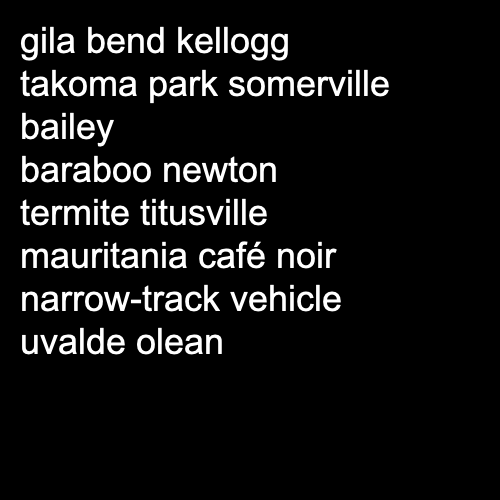 gila bend kellogg
takoma park somerville
bailey
baraboo newton
termite titusville
mauritania café noir
narrow-track vehicle
uvalde olean